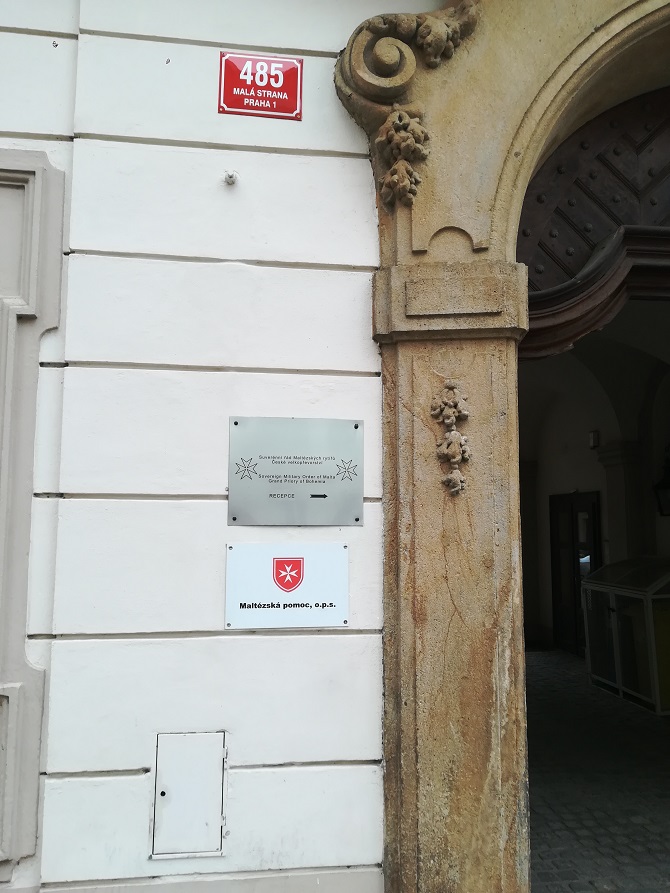 485
MALÁ STRANA
PRAHA 1
Suverénní řád Maltézských rytířů
České velkopřevorství
Sovereign Military Order of Malta
Grand Priory of Bohemia
RECEPCE
Maltézská pomoc, o.p.s.